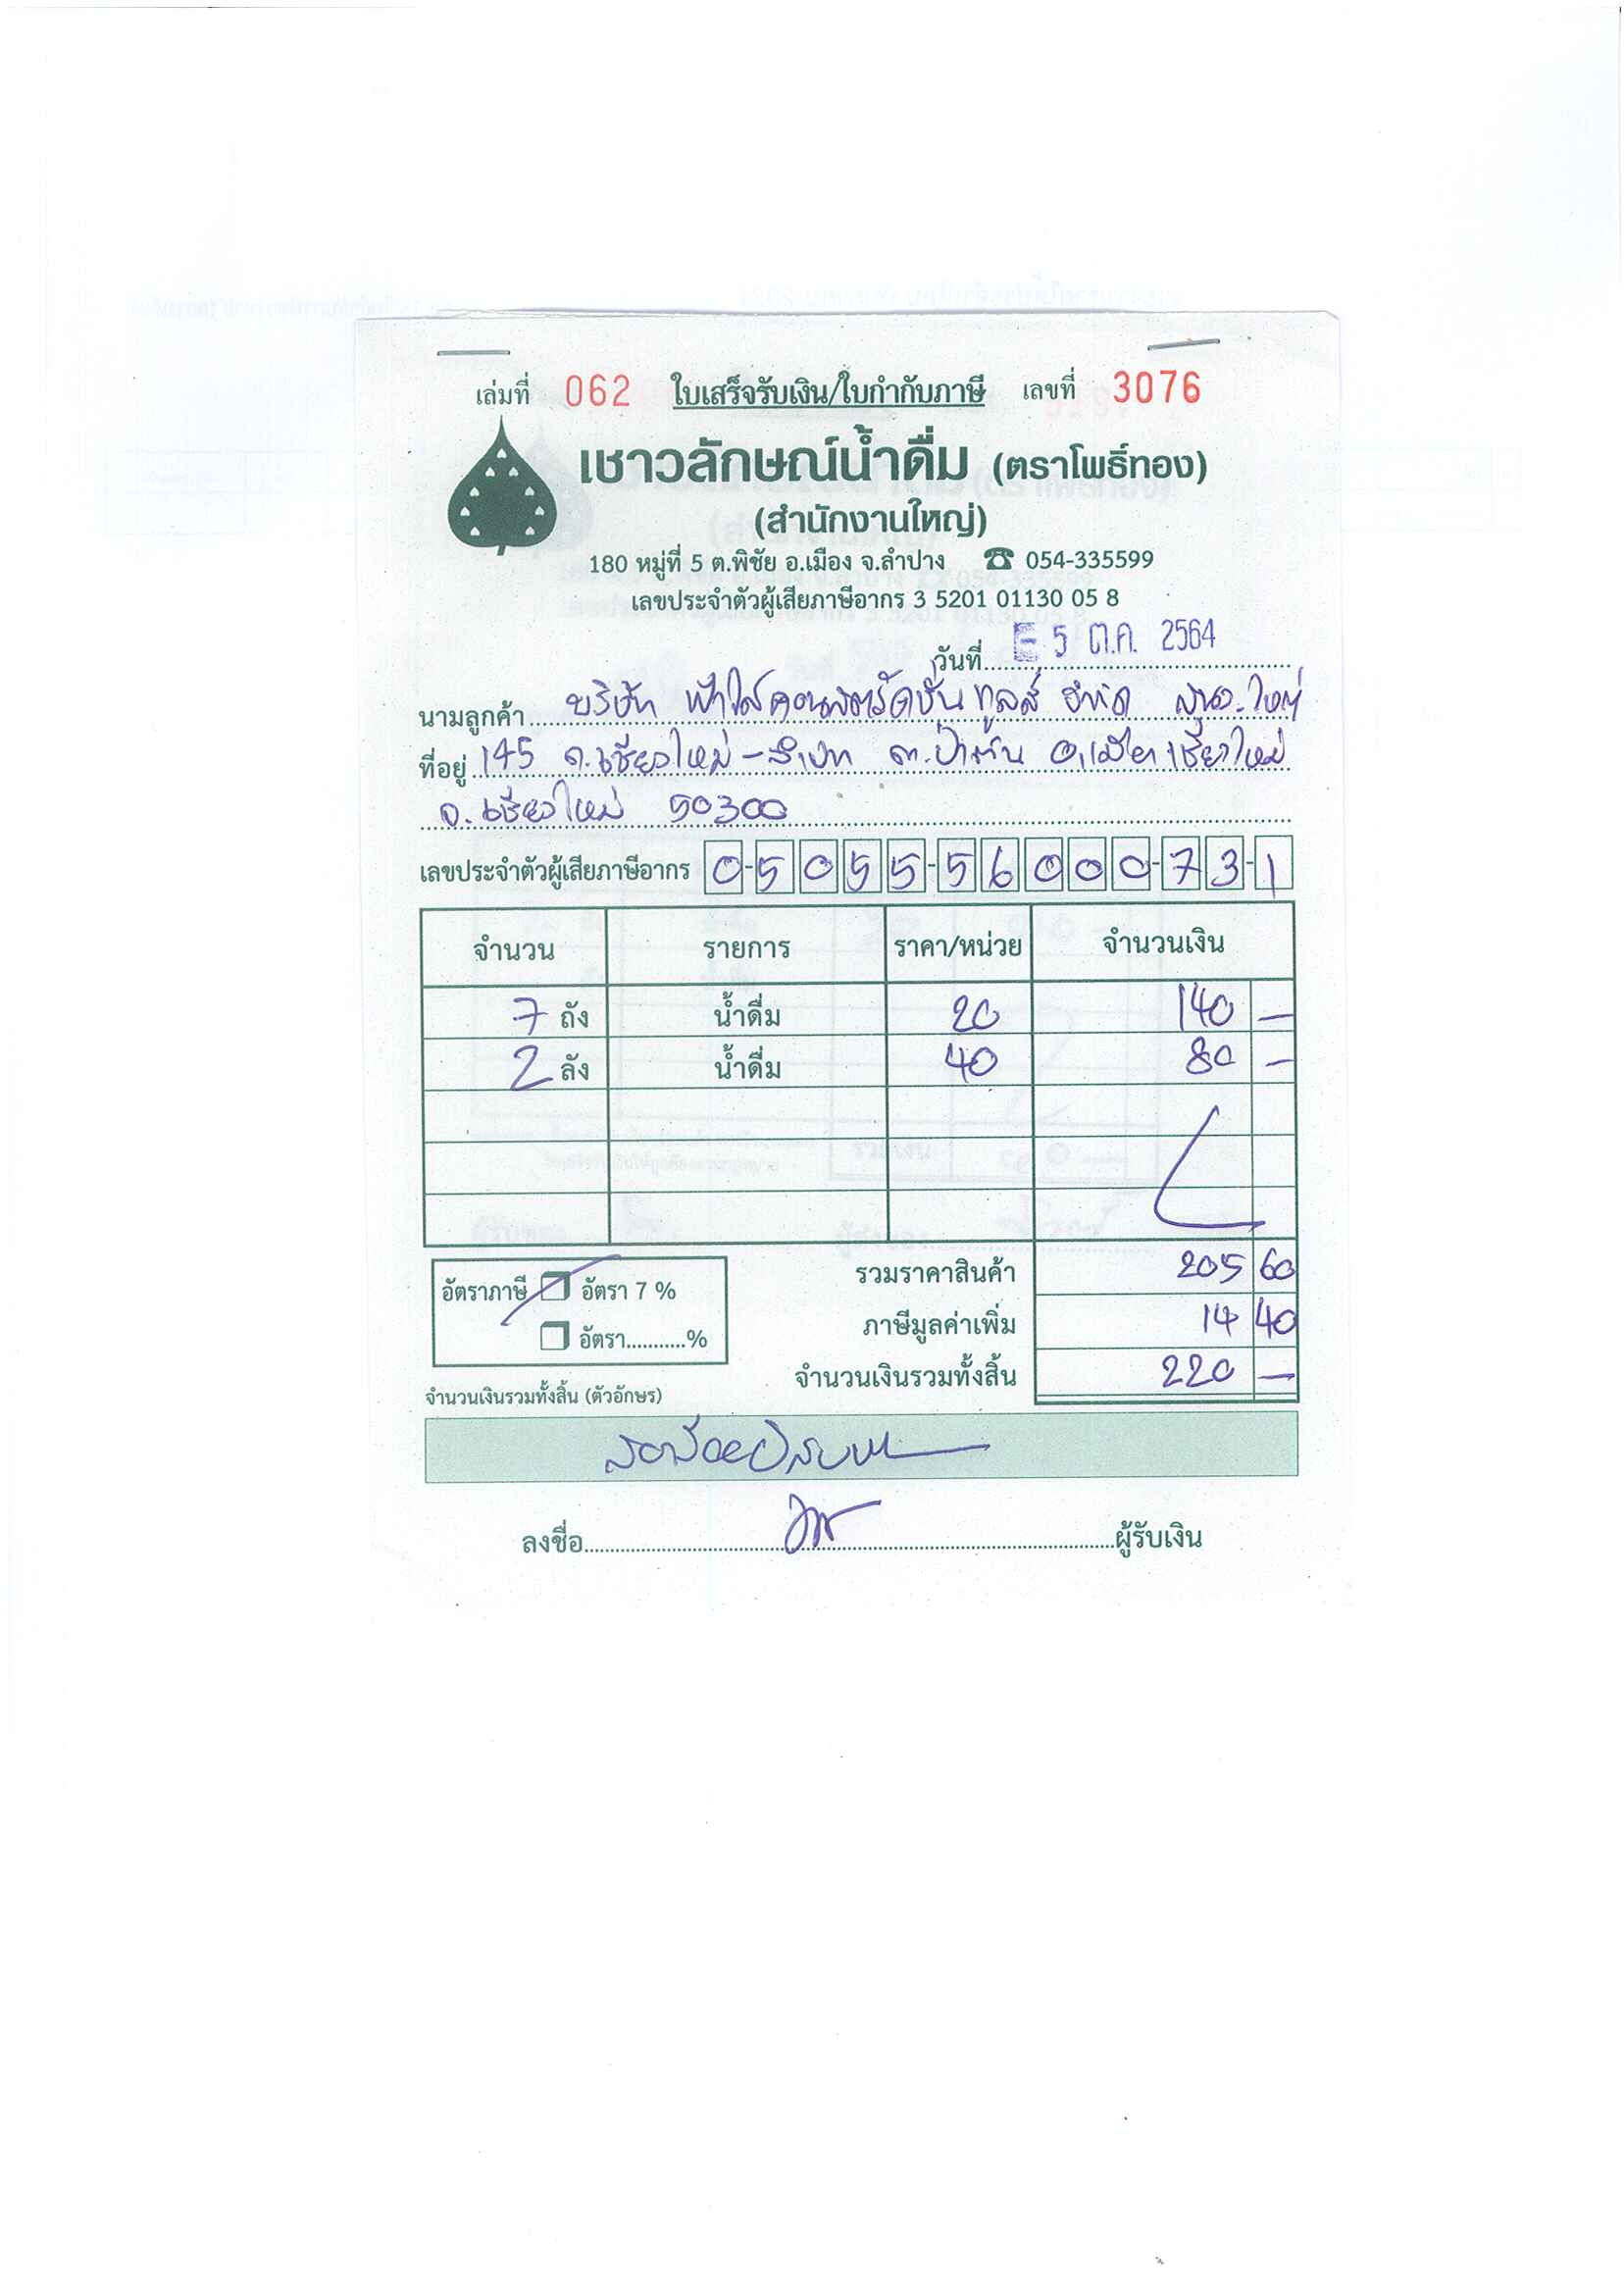 เล่มที่ 062 ใบเสร็จรับเงิน/ใบกำกับภาษี เลขที่ 3076
เชาวลักษณ์น้ำดื่ม (ตราโพธิ์ทอง)
(สำนักงานใหญ่)
180 หมู่ที่ 5 ต.พิชัย อ.เมือง จ.ลำปาง ☎ 054-335599
เลขประจำตัวผู้เสียภาษีอากร 3 5201 01130 05 8
วันที่ 5 ต.ค. 2564
นามลูกค้า บริษัท ฟ้าใสคอนสตรัคชั่น ทูลส์ จำกัด สนง.ใหญ่
ที่อยู่ 145 ถ.เชียงใหม่-ลำปาง ต.ป่าตัน อ.เมืองเชียงใหม่
จ.เชียงใหม่ 50300
เลขประจำตัวผู้เสียภาษีอากร 0-5055-56000-73-1
จำนวน รายการ ราคา/หน่วย จำนวนเงิน
7 ถัง น้ำดื่ม 20 140 —
2 ลัง น้ำดื่ม 40 80 —
รวมราคาสินค้า 205 60
อัตราภาษี อัตรา 7 %
ภาษีมูลค่าเพิ่ม 14 40
อัตรา...........%
จำนวนเงินรวมทั้งสิ้น 220 —
จำนวนเงินรวมทั้งสิ้น (ตัวอักษร)
สองร้อยยี่สิบบาท
ลงชื่อ ผู้รับเงิน